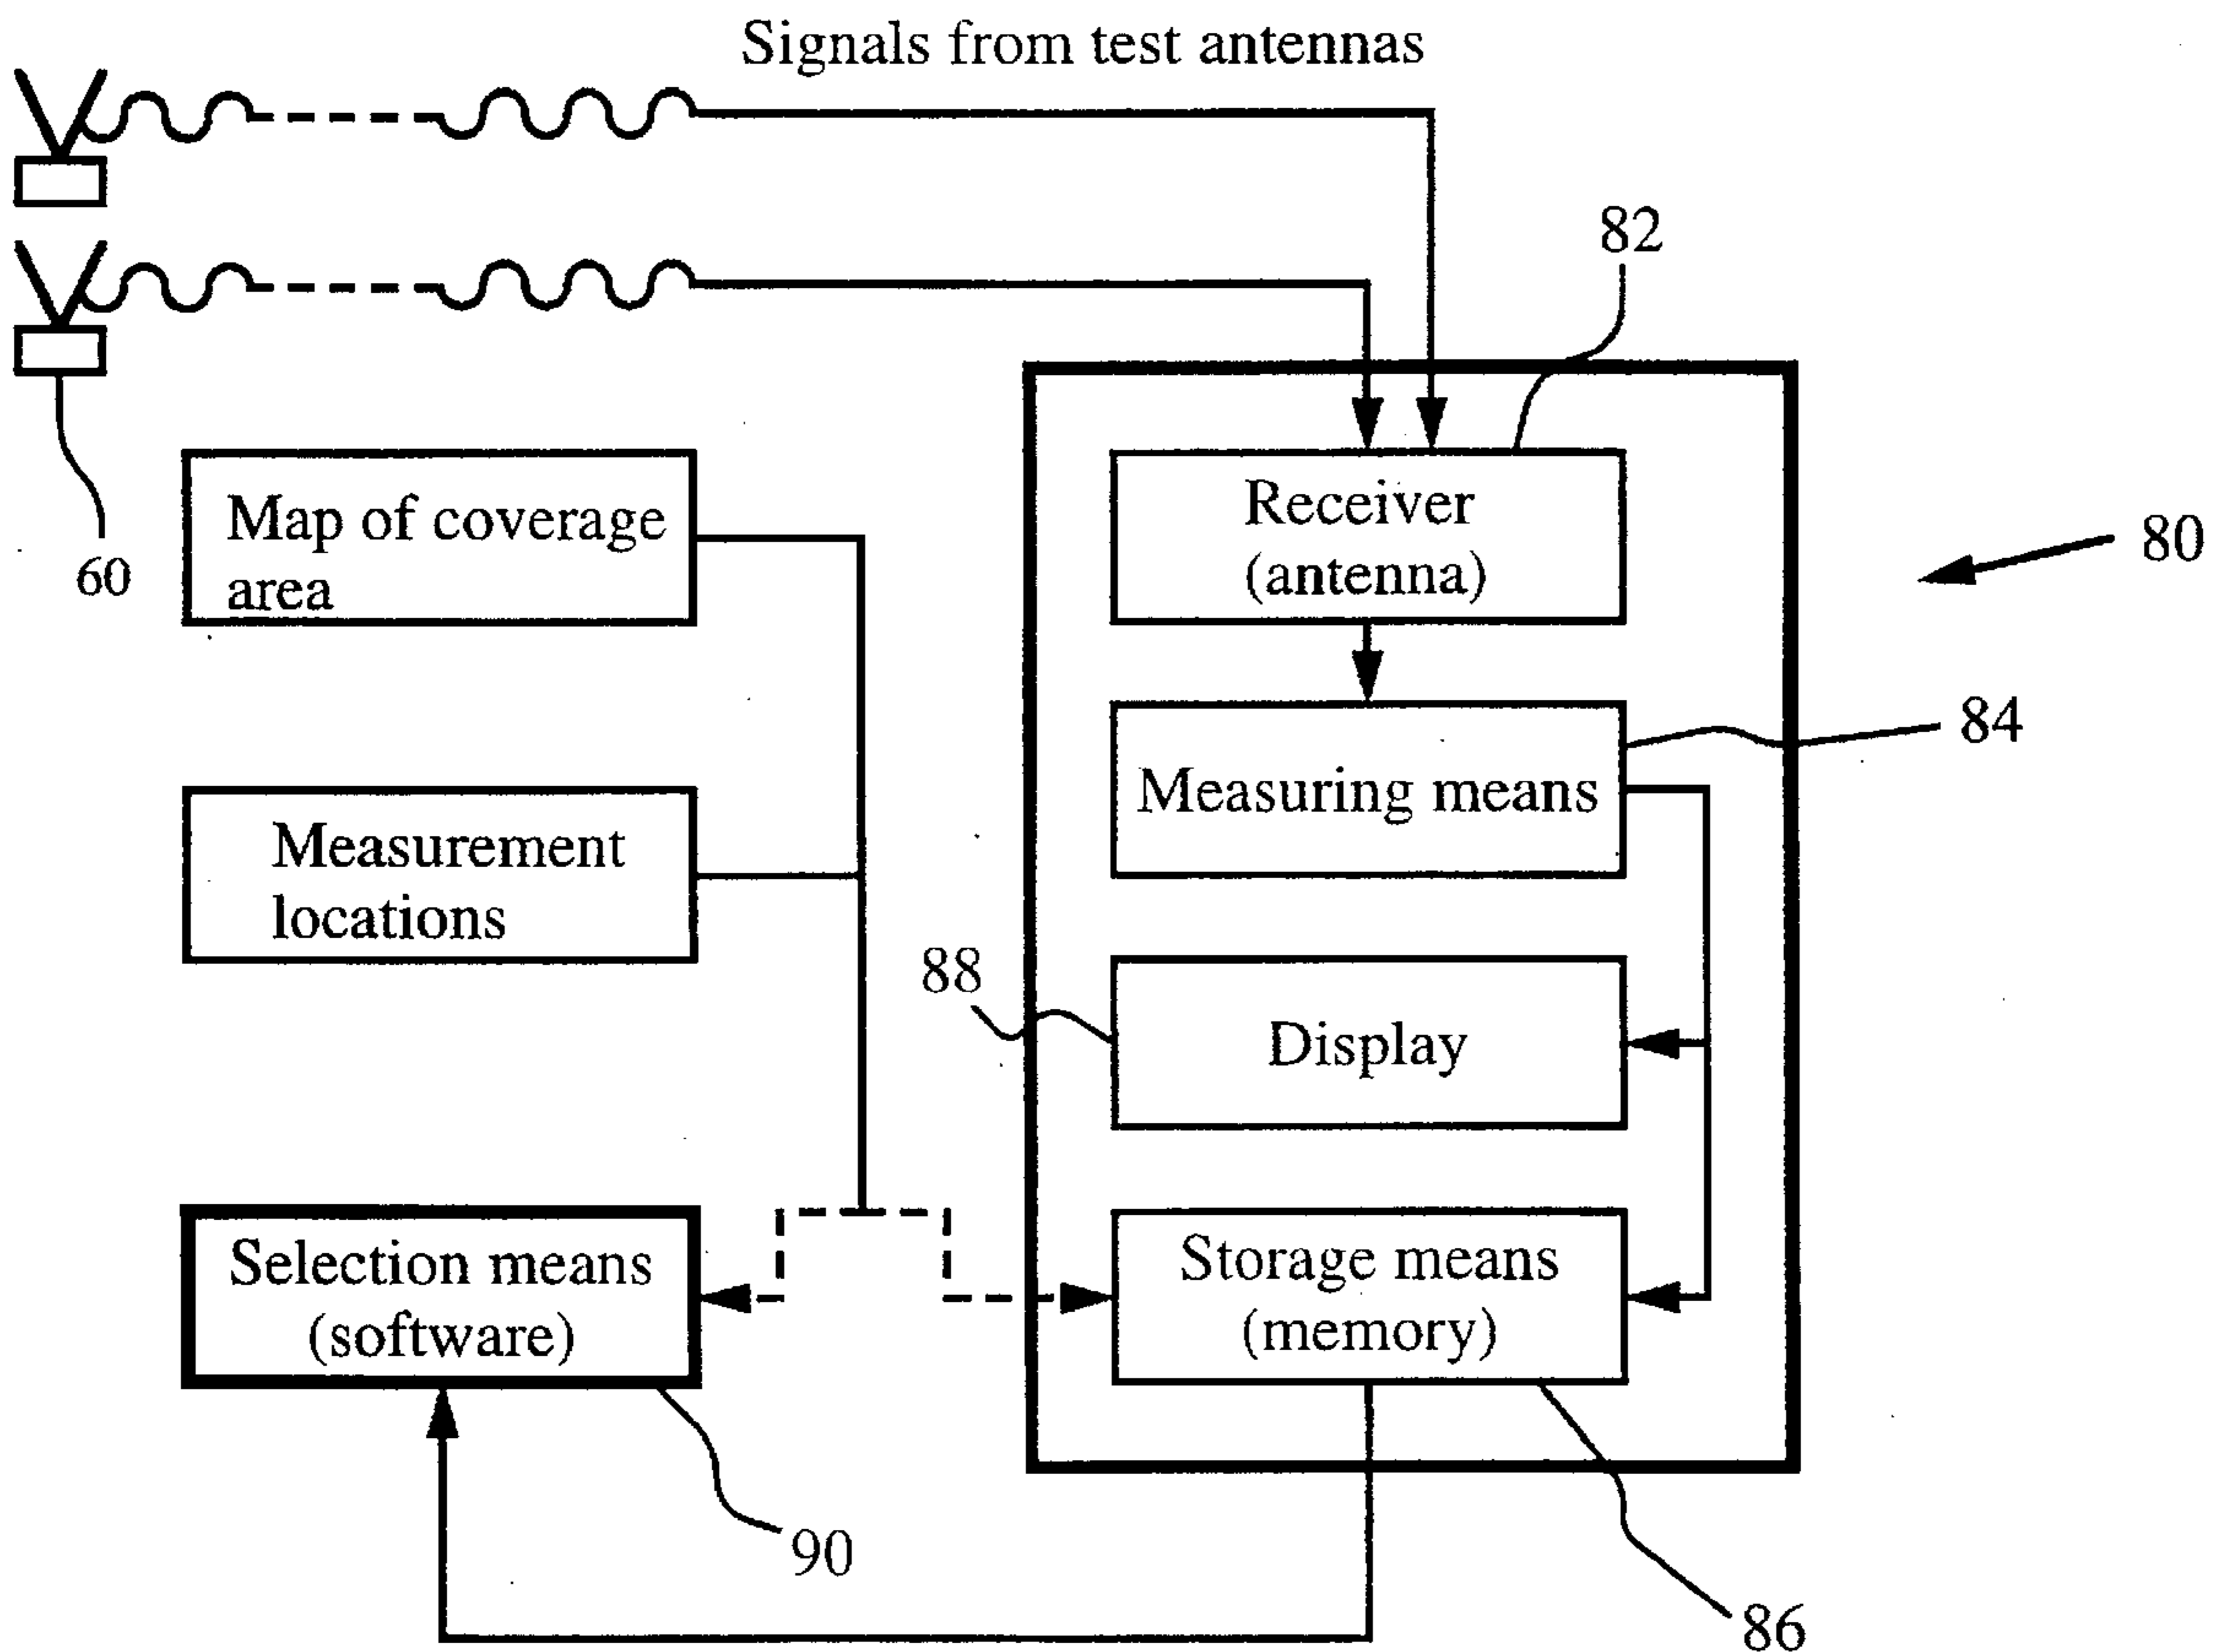 Signals from test antennas
82
60
Map of coverage
area
Receiver
(antenna)
80
84
Measuring means
Measurement
locations
88
Display
Selection means
(software)
Storage means
(memory)
90
86